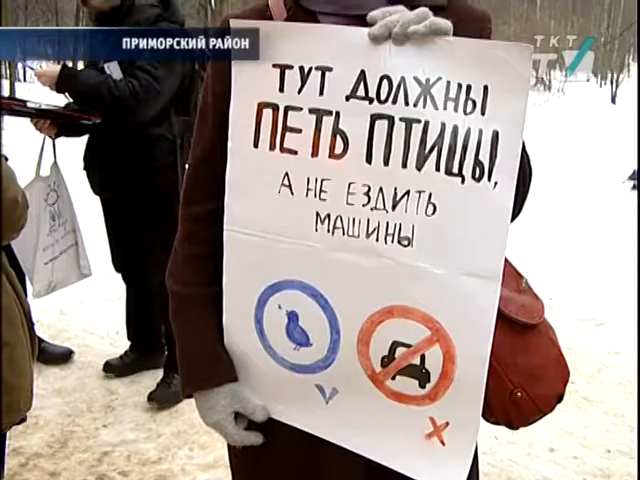 ПРИМОРСКИЙ РАЙОН
ТКТ
TV
ТУТ ДОЛЖНЫ
ПЕТЬ ПТИЦЫ,
А НЕ ЕЗДИТЬ
МАШИНЫ